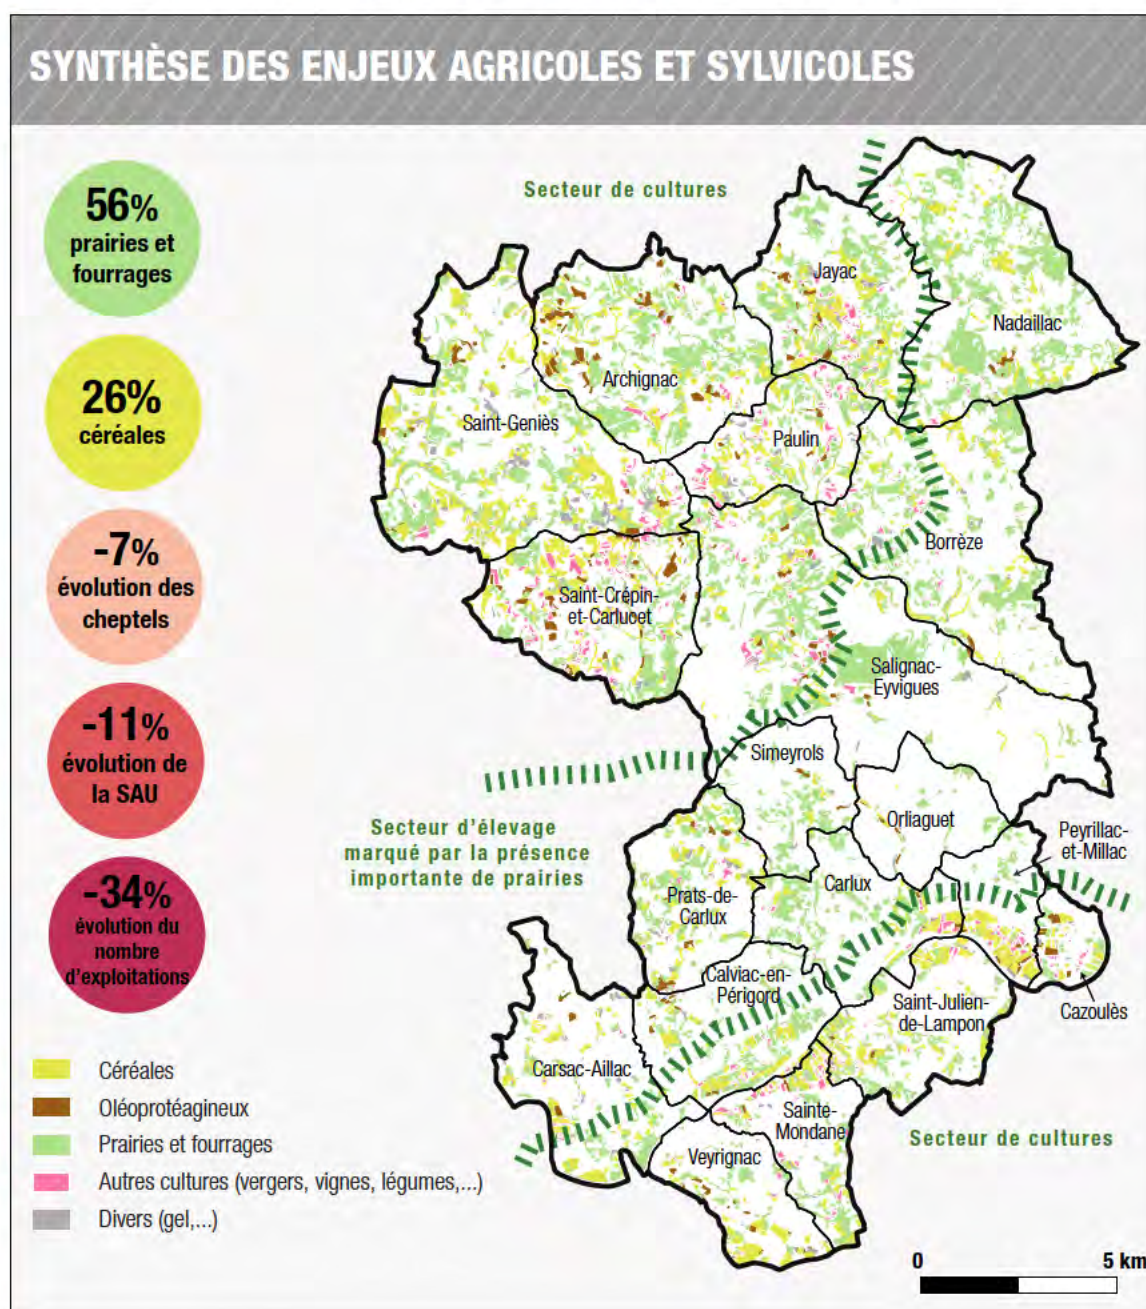 SYNTHÈSE DES ENJEUX AGRICOLES ET SYLVICOLES
56%
prairies et
fourrages
26%
céréales
-7%
évolution des
cheptels
-11%
évolution de
la SAU
-34%
évolution du
nombre
d'exploitations
Secteur de cultures
Jayac
Nadaillac
Archignac
Saint-Geniès
Paulin
Borrèze
Saint-Crépin-
et-Carlucet
Salignac-
Eyvigues
Simeyrols
Orliaguet
Peyrillac-
et-Millac
Secteur d'élevage
marqué par la présence
importante de prairies
Prats-de-
Carlux
Carlux
Calviac-en-
Périgord
Saint-Julien-
de-Lampon
Cazoulès
Carsac-Aillac
Sainte-
Mondane
Veyrignac
Secteur de cultures
Céréales
Oléoprotéagineux
Prairies et fourrages
Autres cultures (vergers, vignes, légumes,...)
Divers (gel,...)
0 5 km